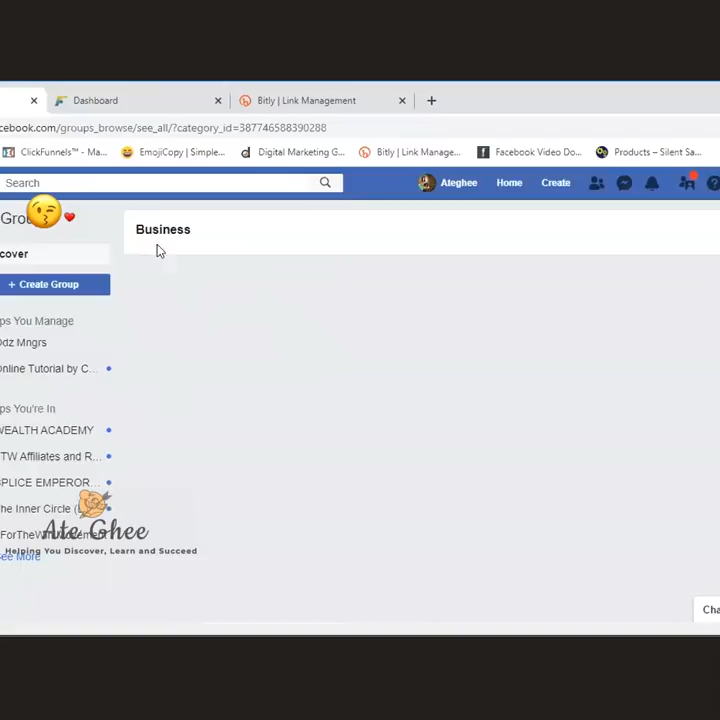 Dashboard
Bitly | Link Management
cebook.com/groups_browse/see_all/?category_id=387746588390288
ClickFunnels™ - Ma...
EmojiCopy | Simple...
Digital Marketing G...
Bitly | Link Manage...
Facebook Video Do...
Products – Silent Sa...
Search
Ateghee
Home
Create
Gro
Business
cover
+ Create Group
ps You Manage
Odz Mngrs
Online Tutorial by C...
ps You're In
WEALTH ACADEMY
TW Affiliates and R...
SPLICE EMPEROR...
he Inner Circle (
Ate Ghee
Helping You Discover, Learn and Succeed
See More
Cha